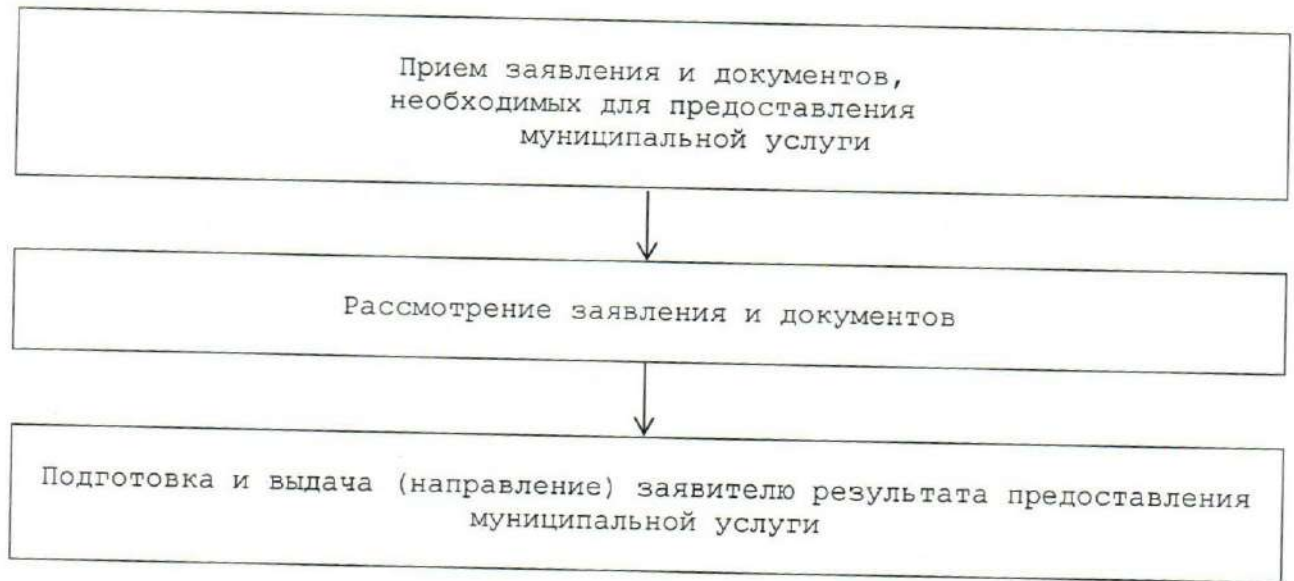 Прием заявления и документов,
необходимых для предоставления
муниципальной услуги
Рассмотрение заявления и документов
Подготовка и выдача (направление) заявителю результата предоставления
муниципальной услуги